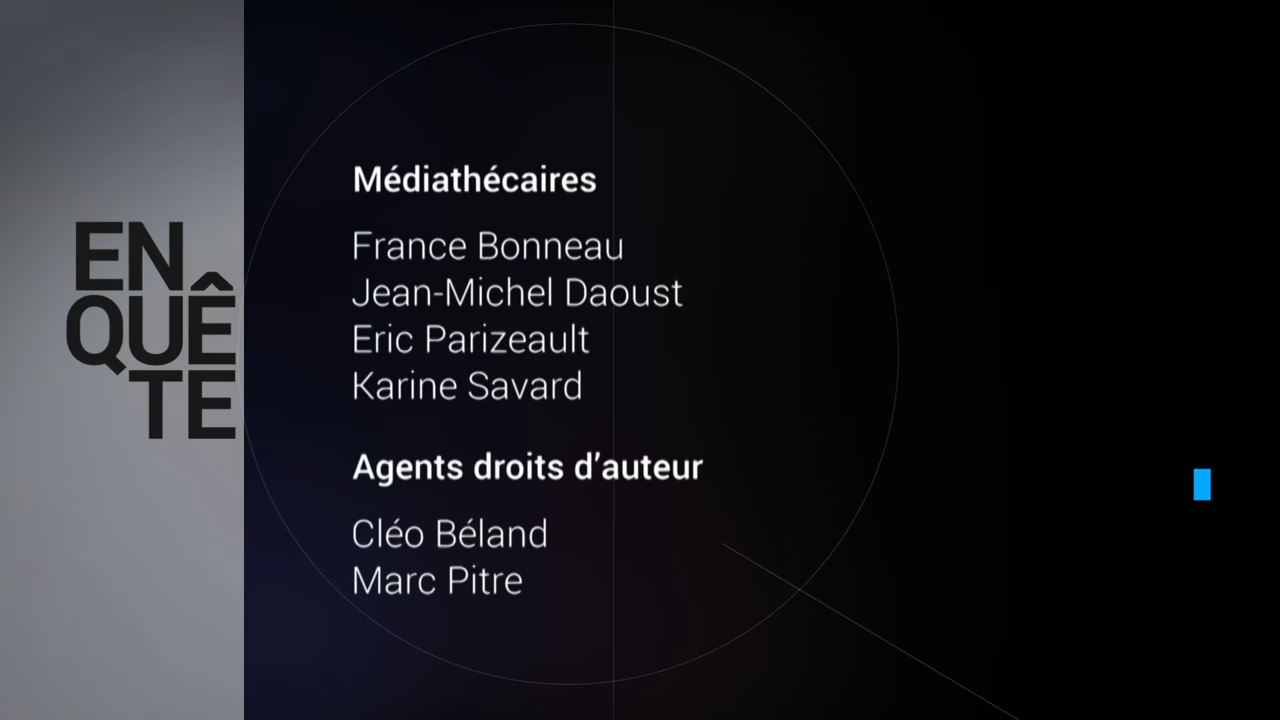 EN
QUÊ
TE
Médiathécaires
France Bonneau
Jean-Michel Daoust
Eric Parizeault
Karine Savard
Agents droits d’auteur
Cléo Béland
Marc Pitre